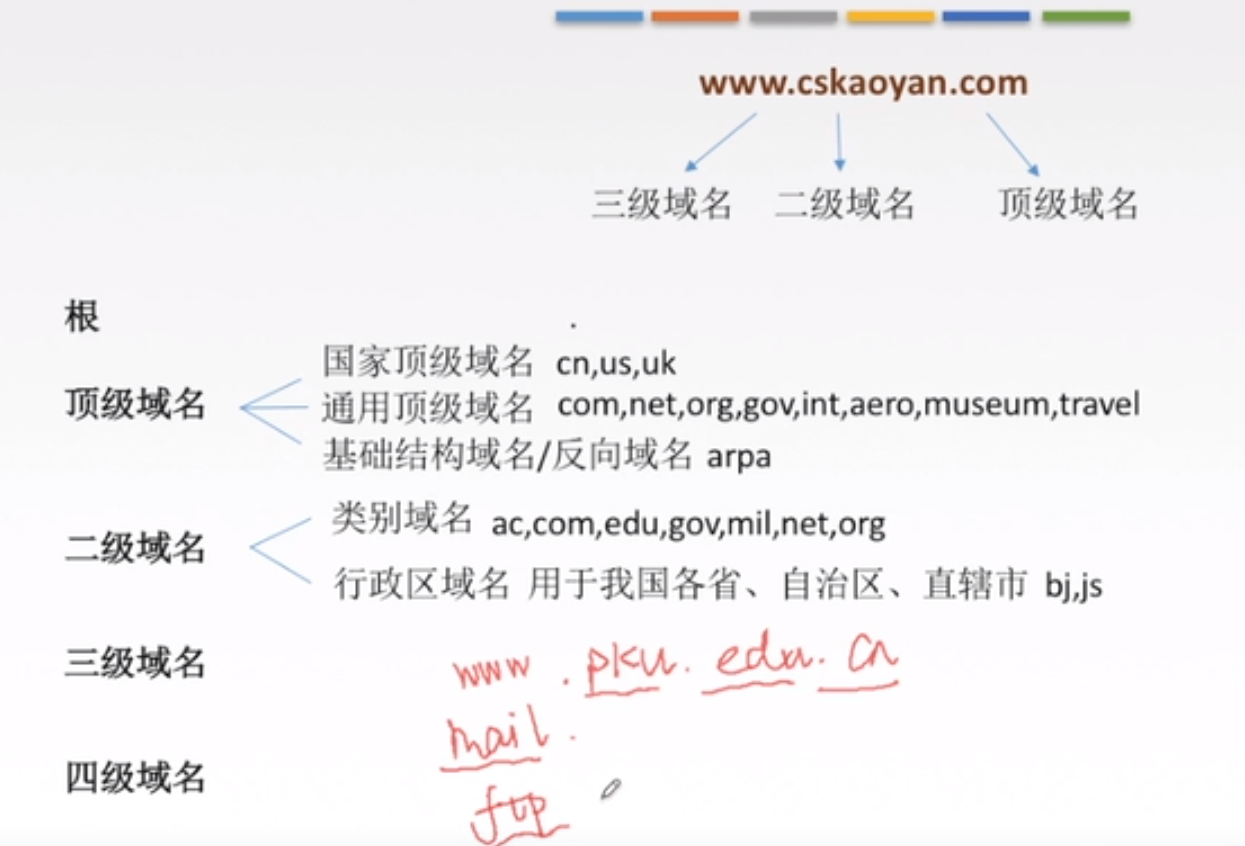 www.cskaoyan.com
三级域名 二级域名 顶级域名
根 .
国家顶级域名 cn,us,uk
顶级域名 通用顶级域名 com,net,org,gov,int,aero,museum,travel
基础结构域名/反向域名 arpa
类别域名 ac,com,edu,gov,mil,net,org
二级域名
行政区域名 用于我国各省、自治区、直辖市 bj,js
三级域名 www.pku.edu.cn
mail.
四级域名
ftp